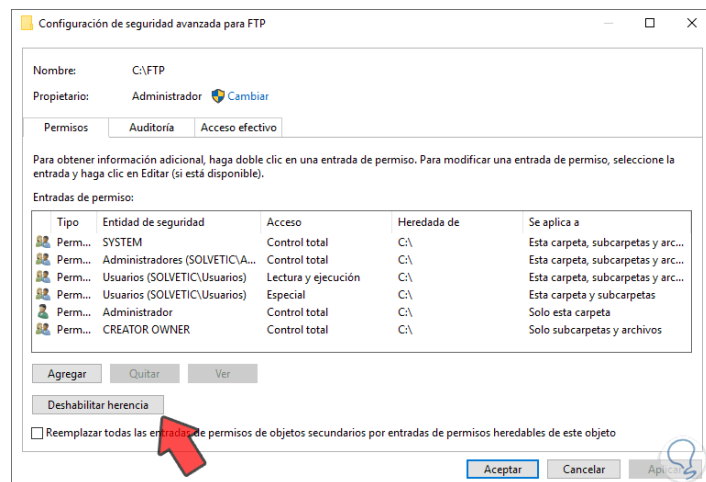 Configuración de seguridad avanzada para FTP
Nombre: C:\FTP
Propietario: Administrador Cambiar
Permisos Auditoría Acceso efectivo
Para obtener información adicional, haga doble clic en una entrada de permiso. Para modificar una entrada de permiso, seleccione la
entrada y haga clic en Editar (si está disponible).
Entradas de permiso:
Tipo Entidad de seguridad Acceso Heredada de Se aplica a
Perm... SYSTEM Control total C:\ Esta carpeta, subcarpetas y arc...
Perm... Administradores (SOLVETIC\A... Control total C:\ Esta carpeta, subcarpetas y arc...
Perm... Usuarios (SOLVETIC\Usuarios) Lectura y ejecución C:\ Esta carpeta, subcarpetas y arc...
Perm... Usuarios (SOLVETIC\Usuarios) Especial C:\ Esta carpeta y subcarpetas
Perm... Administrador Control total C:\ Solo esta carpeta
Perm... CREATOR OWNER Control total C:\ Solo subcarpetas y archivos
Agregar Quitar Ver
Deshabilitar herencia
Reemplazar todas las entradas de permisos de objetos secundarios por entradas de permisos heredables de este objeto
Aceptar Cancelar Aplicar